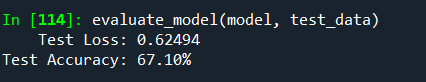 In [114]: evaluate_model(model, test_data)
Test Loss: 0.62494
Test Accuracy: 67.10%